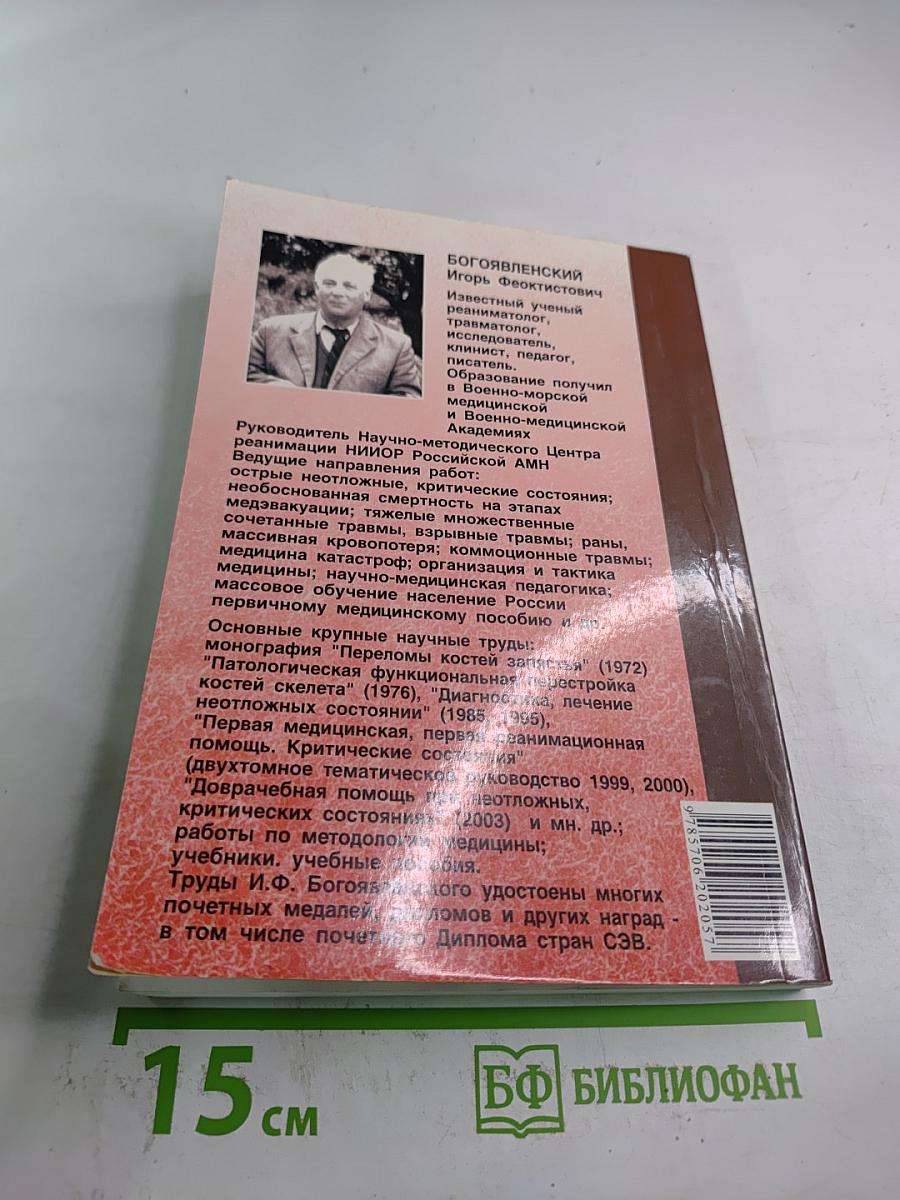 БОГОЯВЛЕНСКИЙ
Игорь Феоктистович
Известный ученый
реаниматолог,
травматолог,
исследователь,
клинист, педагог,
писатель.
Образование получил
в Военно-морской
медицинской
и Военно-медицинской
Академиях
Руководитель Научно-методического Центра
реанимации НИИОР Российской АМН
Ведущие направления работ:
острые неотложные, критические состояния;
необоснованная смертность на этапах
медэвакуации; тяжелые множественные
сочетанные травмы, взрывные травмы; раны,
массивная кровопотеря; коммоционные травмы;
медицина катастроф; организация и тактика
медицины; научно-медицинская педагогика;
массовое обучение население России
первичному медицинскому пособию и др.
Основные крупные научные труды:
монография "Переломы костей запястья" (1972)
"Патологическая функциональная перестройка
костей скелета" (1976), "Диагностика, лечение
неотложных состоянии" (1985, 1995),
"Первая медицинская, первая реанимационная
помощь. Критические состояния"
(двухтомное тематическое руководство 1999, 2000),
"Доврачебная помощь при неотложных,
критических состояниях" (2003) и мн. др.;
работы по методологии медицины;
учебники. учебные пособия.
Труды И.Ф. Богоявленского удостоены многих
почетных медалей, дипломов и других наград -
в том числе почетного Диплома стран СЭВ.
9785706202057
15 см
БФ БИБЛИОФАН